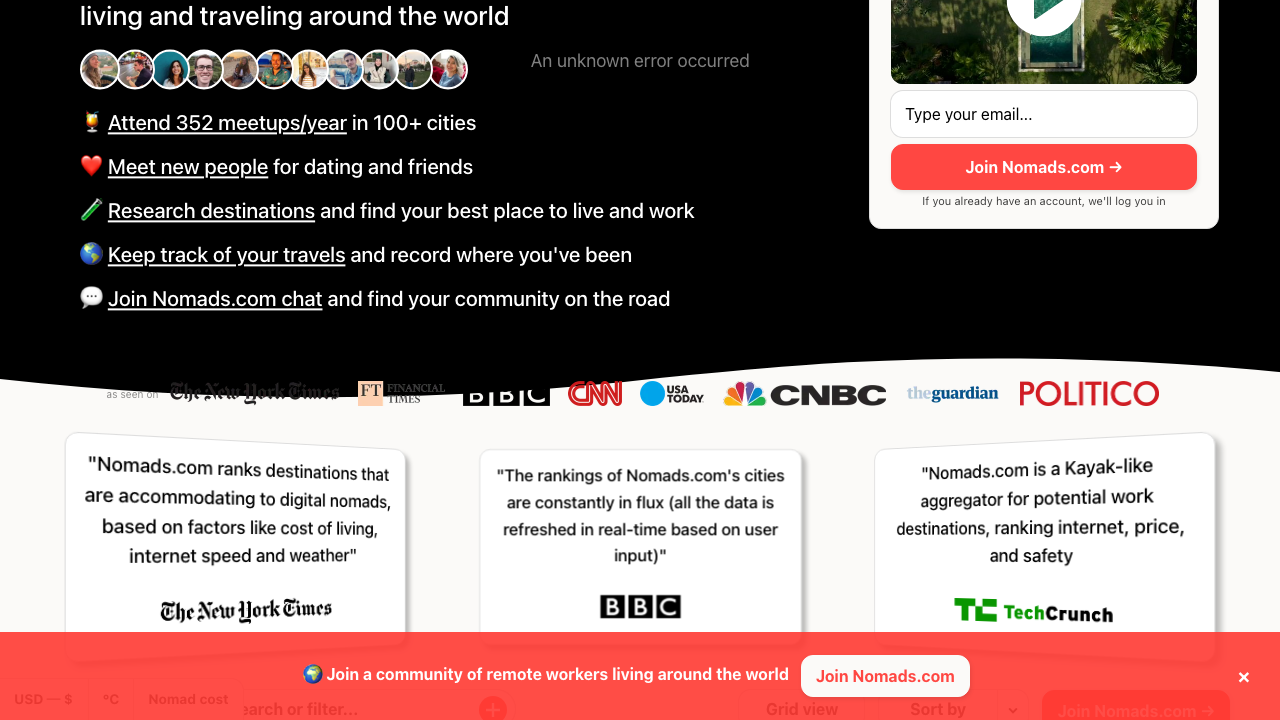 living and traveling around the world
An unknown error occurred
Attend 352 meetups/year in 100+ cities
Meet new people for dating and friends
Research destinations and find your best place to live and work
Keep track of your travels and record where you've been
Join Nomads.com chat and find your community on the road
Type your email...
Join Nomads.com →
If you already have an account, we'll log you in
as seen on
The New York Times
FT FINANCIAL TIMES
BBC
CNN
USA TODAY
CNBC
theguardian
POLITICO
"Nomads.com ranks destinations that
are accommodating to digital nomads,
based on factors like cost of living,
internet speed and weather"
The New York Times
"The rankings of Nomads.com's cities
are constantly in flux (all the data is
refreshed in real-time based on user
input)"
BBC
"Nomads.com is a Kayak-like
aggregator for potential work
destinations, ranking internet, price,
and safety
TC TechCrunch
Join a community of remote workers living around the world
Join Nomads.com
×
USD — $
°C
Nomad cost
earch or filter...
Grid view
Sort by
Join Nomads.com →